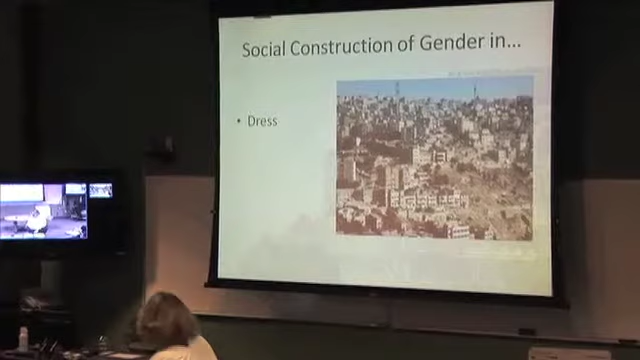 Social Construction of Gender in...
• Dress